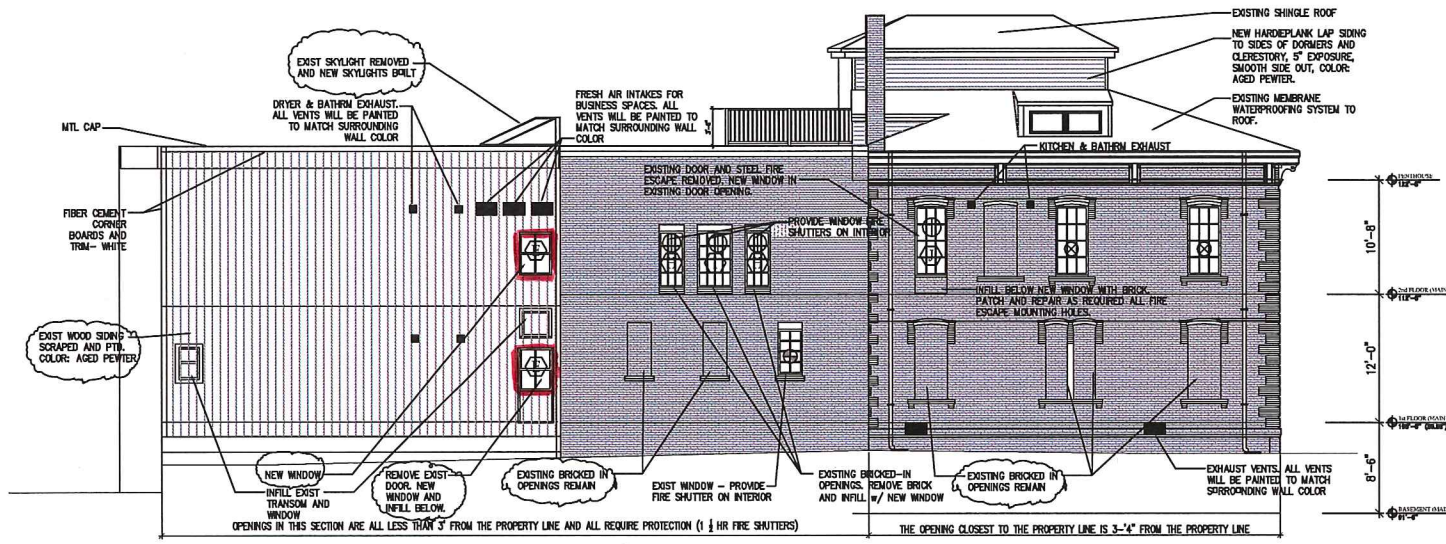 EXISTING SHINGLE ROOF
NEW HARDIEPLANK LAP SIDING
TO SIDES OF DORMERS AND
CLERESTORY, 5" EXPOSURE,
SMOOTH SIDE OUT, COLOR:
AGED PEWTER.
EXISTING MEMBRANE
WATERPROOFING SYSTEM TO
ROOF.
EXIST SKYLIGHT REMOVED
AND NEW SKYLIGHTS BUILT
DRYER & BATHRM EXHAUST.
ALL VENTS WILL BE PAINTED
TO MATCH SURROUNDING
WALL COLOR
FRESH AIR INTAKES FOR
BUSINESS SPACES. ALL
VENTS WILL BE PAINTED TO
MATCH SURROUNDING WALL
COLOR
MTL CAP
KITCHEN & BATHRM EXHAUST
EXISTING DOOR AND STEEL FIRE
ESCAPE REMOVED. NEW WINDOW IN
EXISTING DOOR OPENING.
PENTHOUSE
FIBER CEMENT
CORNER
BOARDS AND
TRIM- WHITE
PROVIDE WINDOW FIRE
SHUTTERS ON INTERIOR
10'-8"
INFILL BELOW NEW WINDOW WITH BRICK.
PATCH AND REPAIR AS REQUIRED ALL FIRE
ESCAPE MOUNTING HOLES.
2nd FLOOR (MAIN
EXIST WOOD SIDING
SCRAPED AND PTD.
COLOR: AGED PEWTER
12'-0"
1st FLOOR (MAIN
8'-6"
NEW WINDOW
INFILL EXIST
TRANSOM AND
WINDOW
REMOVE EXIST
DOOR. NEW
WINDOW AND
INFILL BELOW.
EXISTING BRICKED IN
OPENINGS REMAIN
EXIST WINDOW - PROVIDE
FIRE SHUTTER ON INTERIOR
EXISTING BRICKED-IN
OPENINGS. REMOVE BRICK
AND INFILL w/ NEW WINDOW
EXISTING BRICKED IN
OPENINGS REMAIN
EXHAUST VENTS. ALL VENTS
WILL BE PAINTED TO MATCH
SURROUNDING WALL COLOR
BASEMENT (MAI
OPENINGS IN THIS SECTION ARE ALL LESS THAN 3' FROM THE PROPERTY LINE AND ALL REQUIRE PROTECTION (1 ½ HR FIRE SHUTTERS)
THE OPENING CLOSEST TO THE PROPERTY LINE IS 3-'4" FROM THE PROPERTY LINE